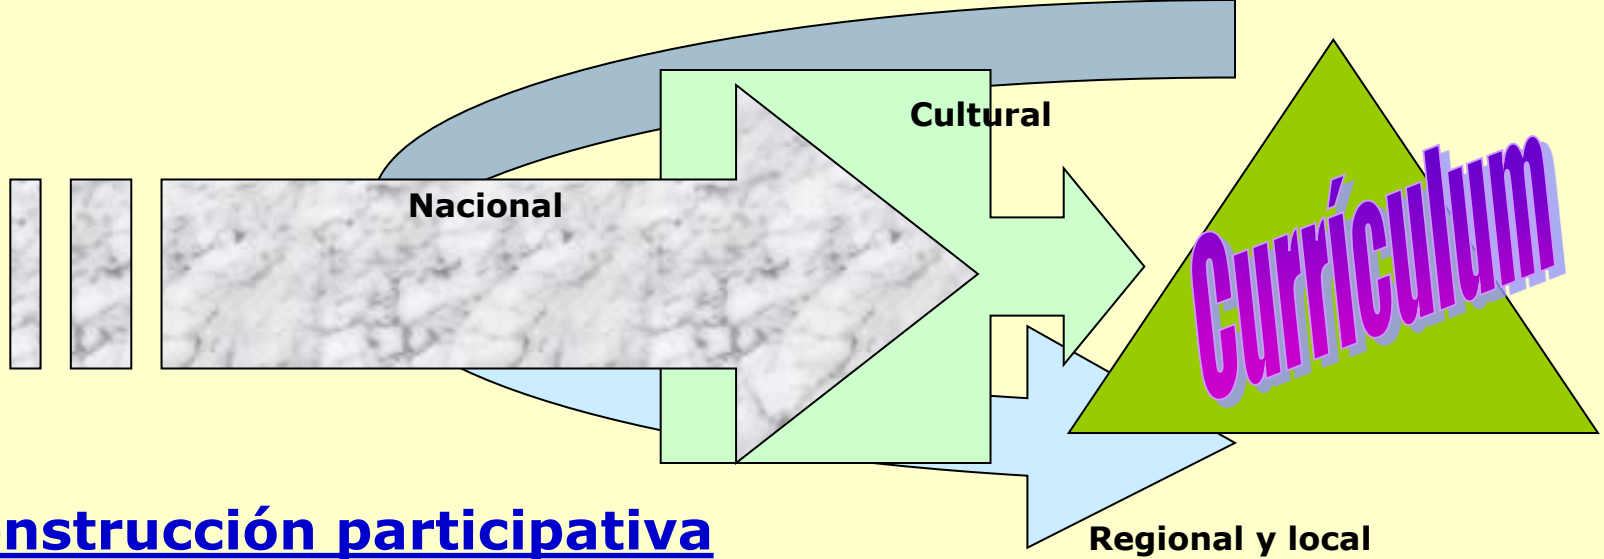 Cultural
Nacional
Currículum
nstrucción participativa
Regional y local